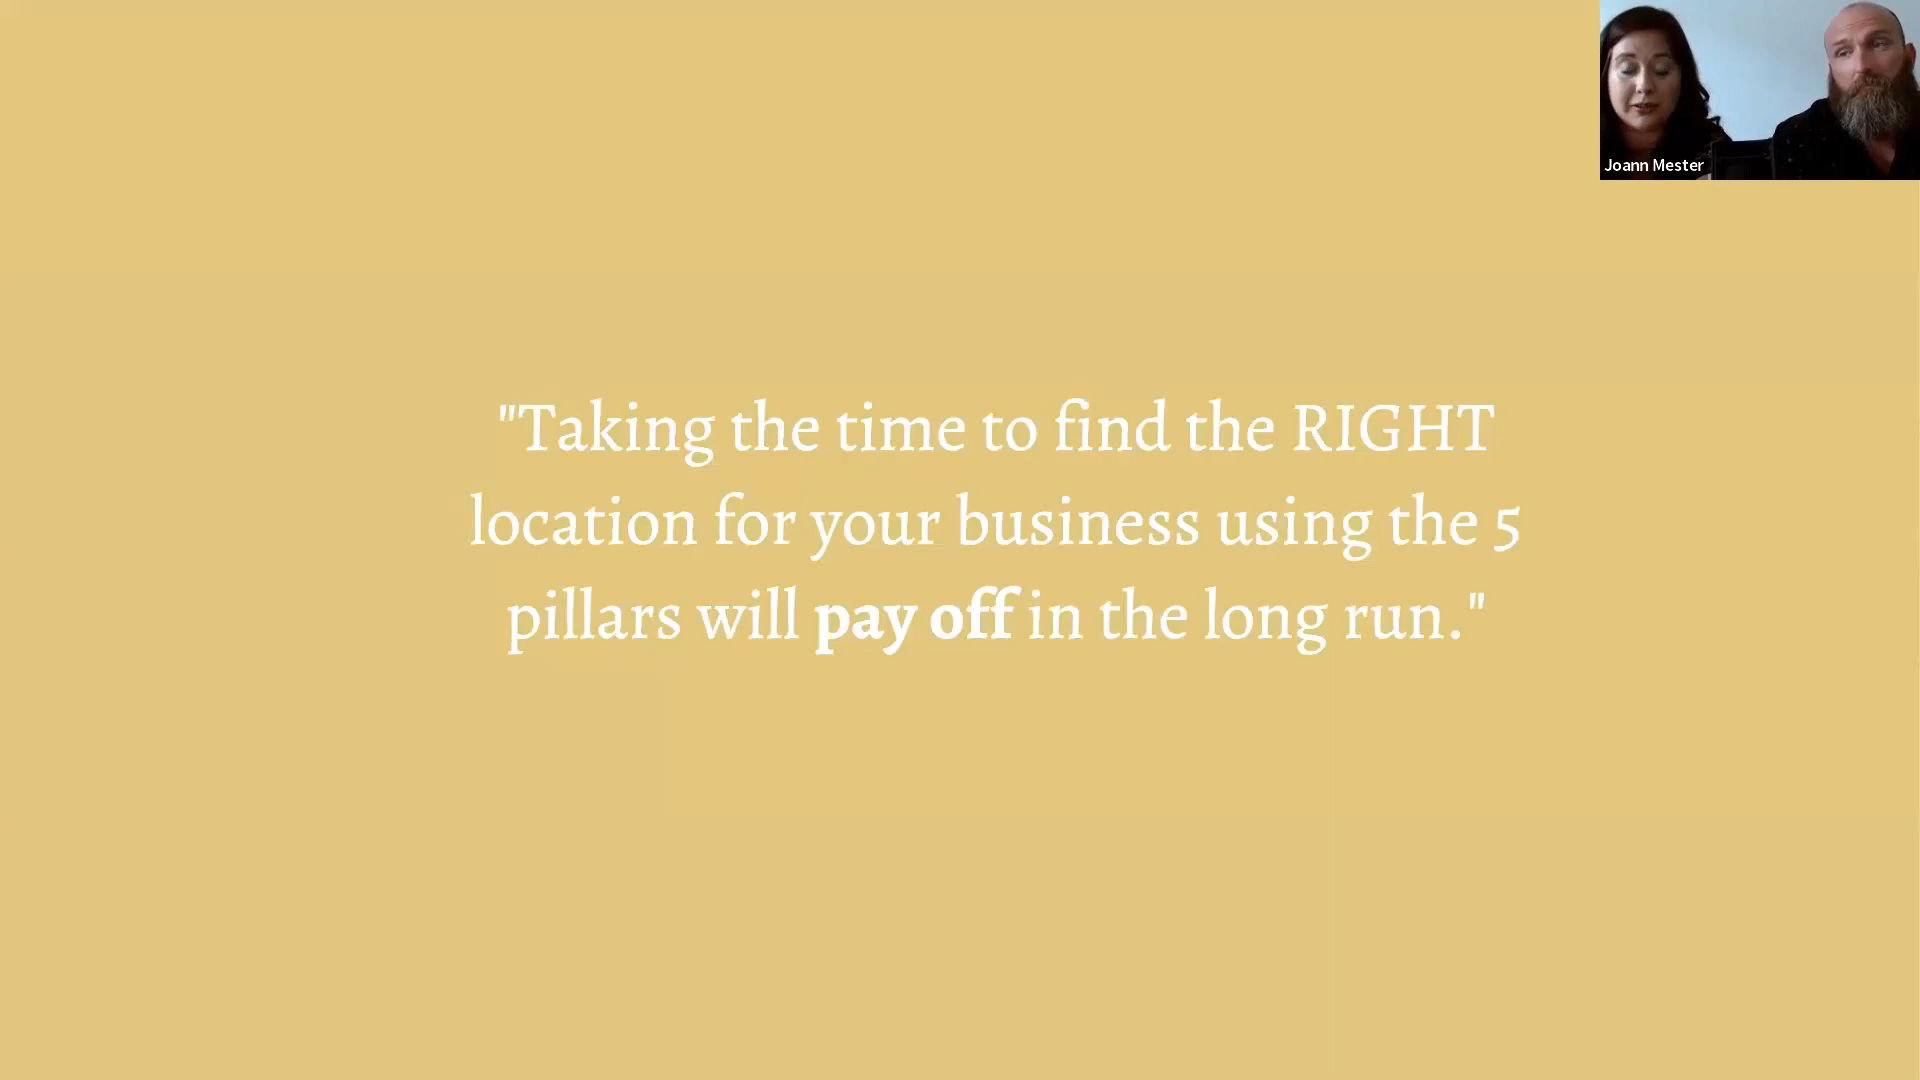 Joann Mester
"Taking the time to find the RIGHT
location for your business using the 5
pillars will pay off in the long run."